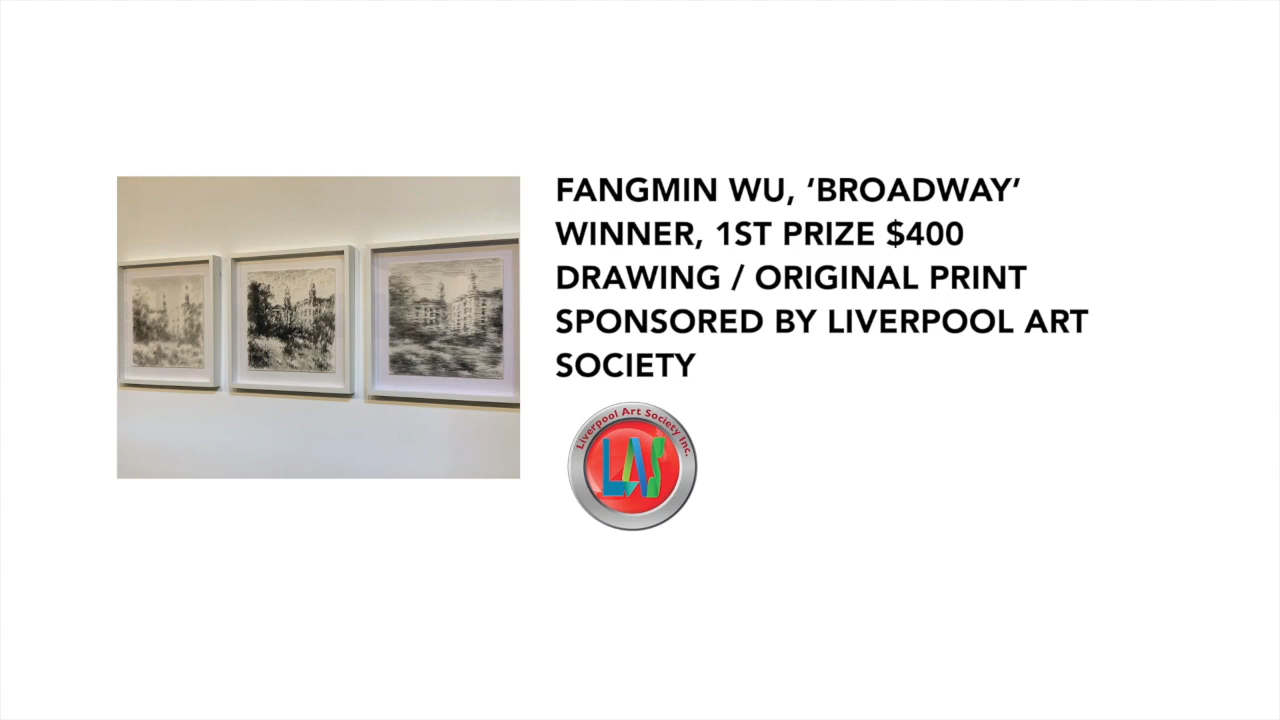 FANGMIN WU, ‘BROADWAY’
WINNER, 1ST PRIZE $400
DRAWING / ORIGINAL PRINT
SPONSORED BY LIVERPOOL ART
SOCIETY
Liverpool Art Society Inc.
LAS